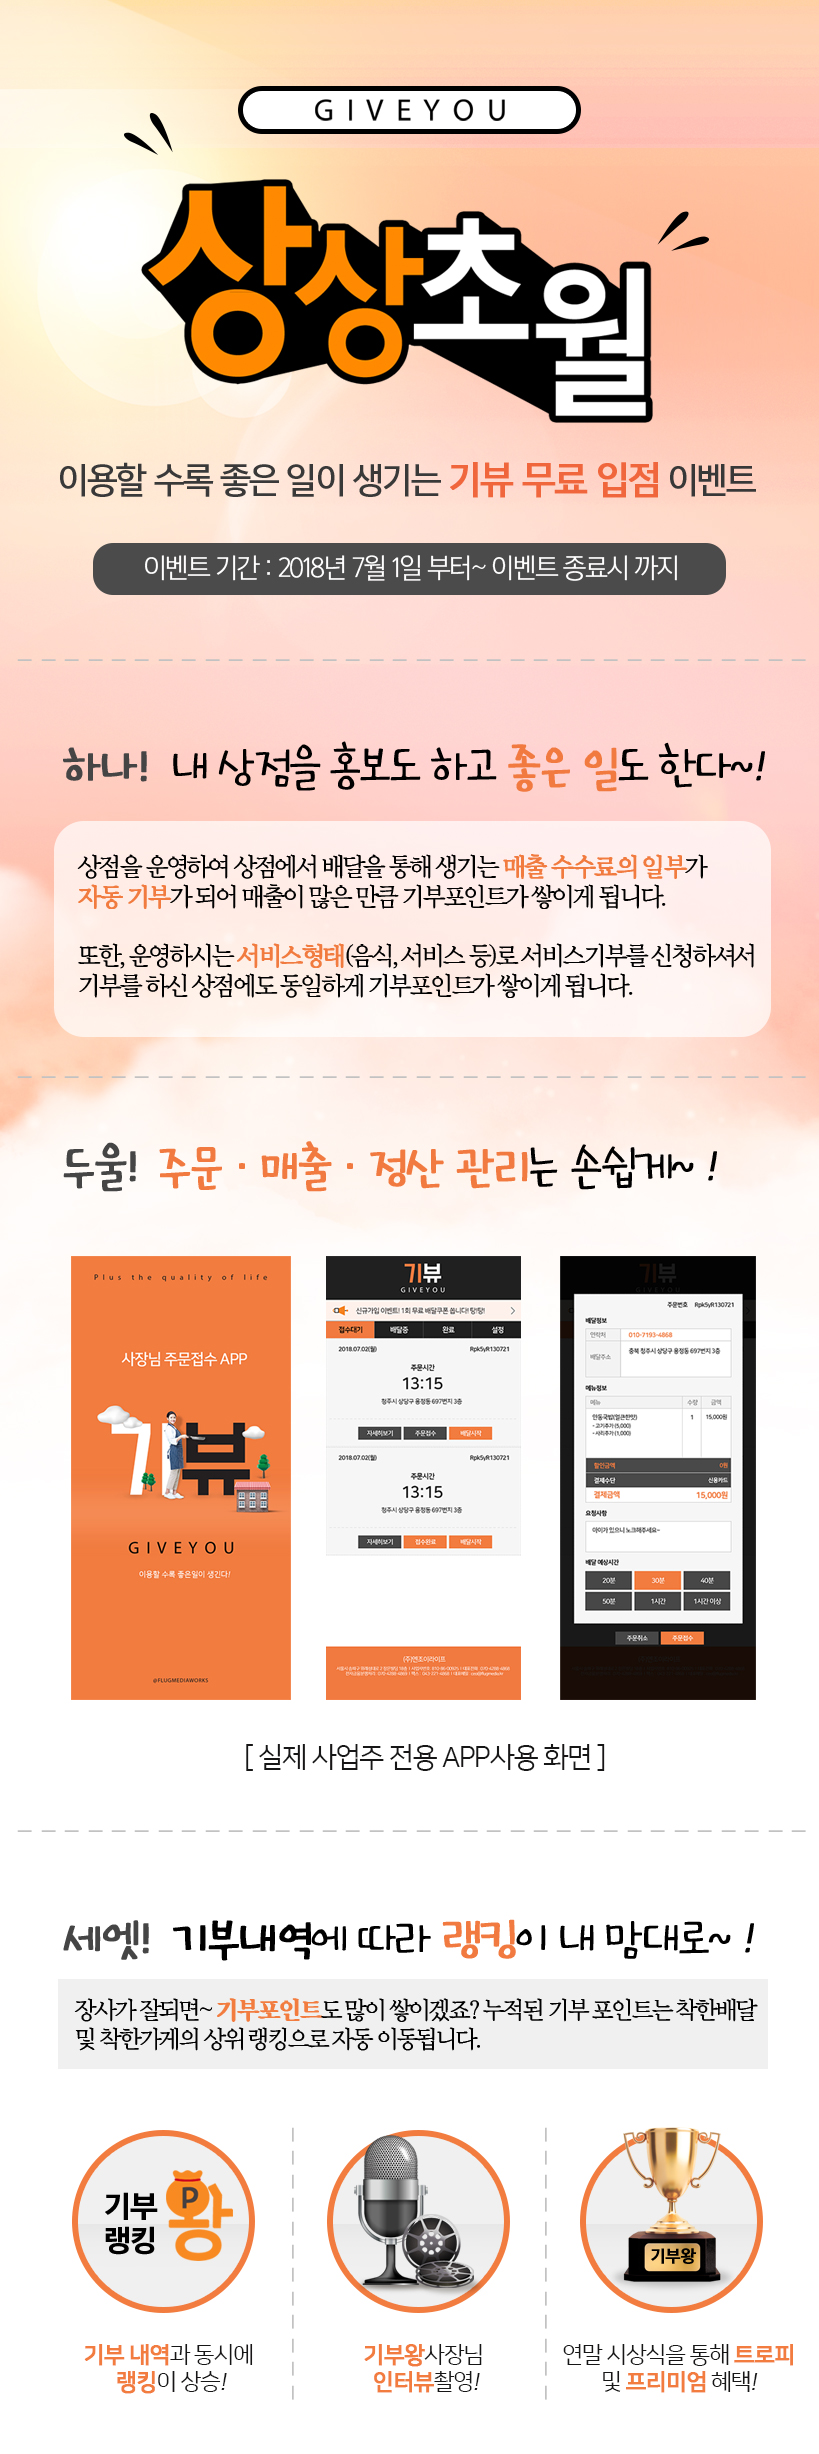 GIVEYOU
상상초월
이용할 수록 좋은 일이 생기는 기뷰 무료 입점 이벤트
이벤트 기간 : 2018년 7월 1일 부터~ 이벤트 종료시 까지
하나! 내 상점을 홍보도 하고 좋은 일도 한다~!
상점을 운영하여 상점에서 배달을 통해 생기는 매출 수수료의 일부가
자동 기부가 되어 매출이 많은 만큼 기부포인트가 쌓이게 됩니다.
또한, 운영하시는 서비스형태(음식, 서비스 등)로 서비스기부를 신청하셔서
기부를 하신 상점에도 동일하게 기부포인트가 쌓이게 됩니다.
두울! 주문 · 매출 · 정산 관리는 손쉽게~ !
Plus the quality of life
사장님 주문접수 APP
기뷰
GIVEYOU
이용할 수록 좋은일이 생긴다!
@FLUGMEDIAWORKS
기뷰
GIVEYOU
신규가입 이벤트! 1회 무료 배달쿠폰 쏩니다! 탕!탕!
접수대기 배달중 완료 설정
2018.07.02(월) Rpk5yR130721
주문시간
13:15
청주시 상당구 용정동 697번지 3층
자세히보기 주문접수 배달시작
2018.07.02(월) Rpk5yR130721
주문시간
13:15
청주시 상당구 용정동 697번지 3층
자세히보기 접수완료 배달시작
(주)엔조이라이프
기뷰
GIVEYOU
주문번호 Rpk5yR130721
배달정보
연락처 010-7193-4868
배달주소 충북 청주시 상당구 용정동 697번지 3층
메뉴정보
메뉴 수량 금액
안동국밥(얼큰한맛) 1 15,000원
- 고기추가 (5,000)
- 사리추가 (1,000)
할인금액 0원
결제수단 신용카드
결제금액 15,000원
요청사항
아이가 있으니 노크해주세요~
배달 예상시간
20분 30분 40분
50분 1시간 1시간 이상
주문취소 주문접수
[ 실제 사업주 전용 APP사용 화면 ]
세엣! 기부내역에 따라 랭킹이 내 맘대로~ !
장사가 잘되면~ 기부포인트도 많이 쌓이겠죠? 누적된 기부 포인트는 착한배달
및 착한가게의 상위 랭킹으로 자동 이동됩니다.
기부
랭킹
P
왕
기부왕
기부 내역과 동시에
랭킹이 상승!
기부왕사장님
인터뷰촬영!
연말 시상식을 통해 트로피
및 프리미엄 혜택!